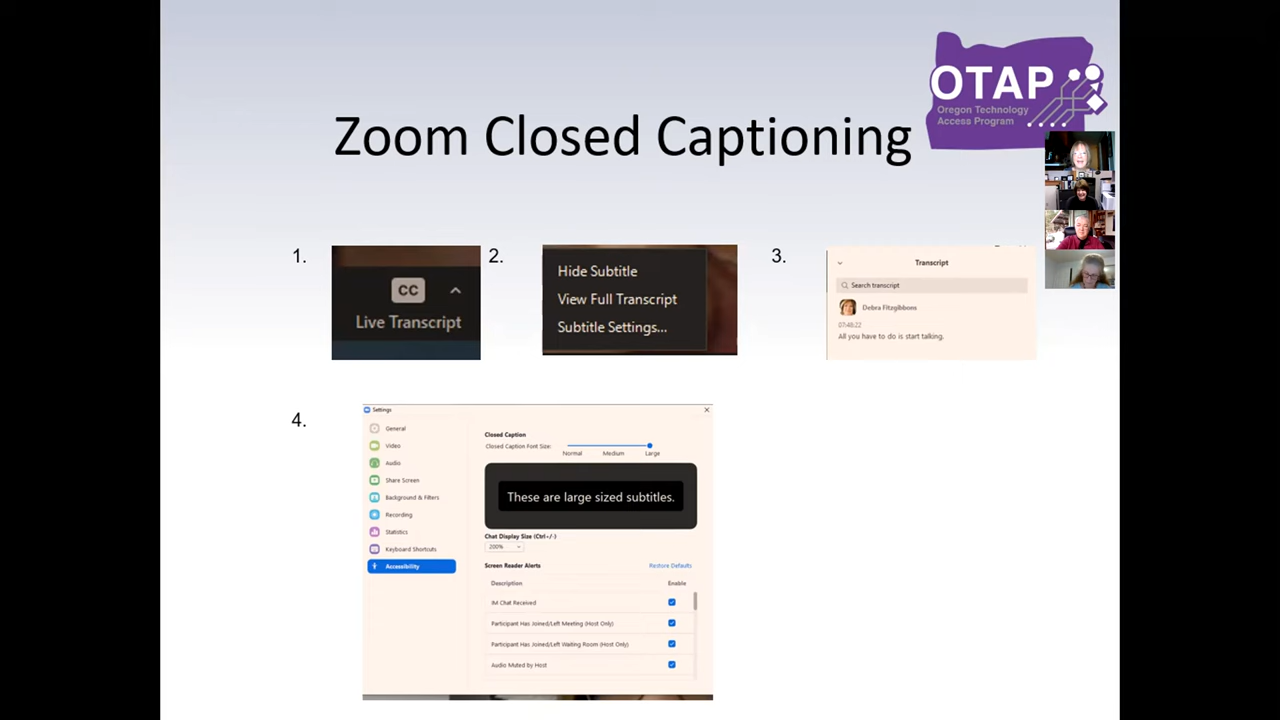 OTAP
Oregon Technology
Access Program
Zoom Closed Captioning
1.
CC
Live Transcript
2.
Hide Subtitle
View Full Transcript
Subtitle Settings...
3.
Transcript
Search transcript
Debra Fitzgibbons
07:46:22
All you have to do is start talking.
4.
Settings
General
Video
Audio
Share Screen
Background & Filters
Recording
Statistics
Keyboard Shortcuts
Accessibility
Closed Caption
Closed Caption Font Size:
Normal Medium Large
These are large sized subtitles.
Chat Display Size (Ctrl+/-)
200%
Screen Reader Alerts Restore Defaults
Description Enable
IM Chat Received
Participant Has Joined/Left Meeting (Host Only)
Participant Has Joined/Left Waiting Room (Host Only)
Audio Muted by Host